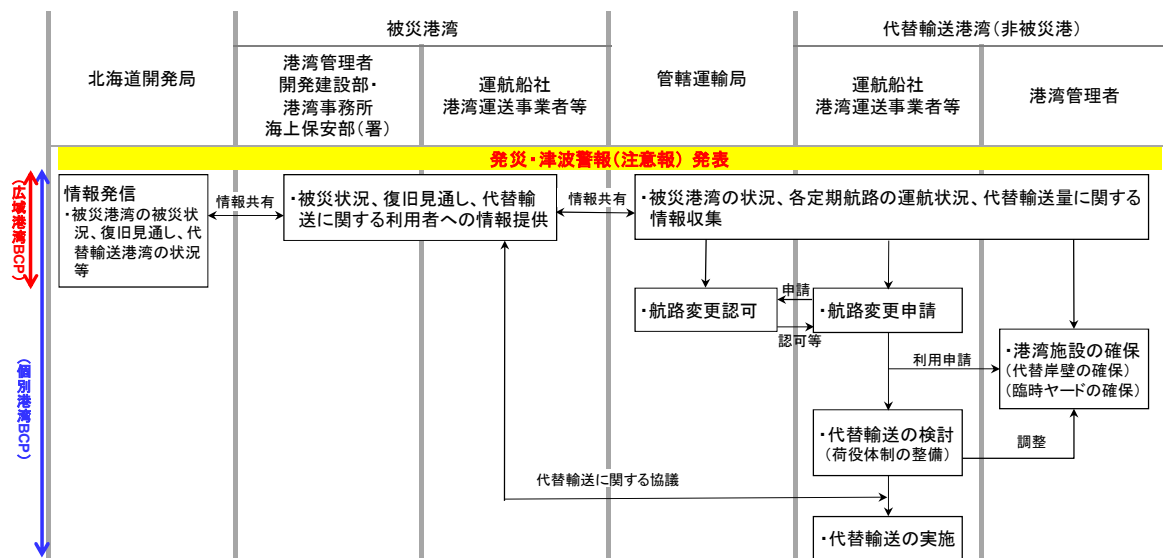 被災港湾
代替輸送港湾(非被災港)
北海道開発局
港湾管理者
開発建設部・
港湾事務所
海上保安部(署)
運航船社
港湾運送事業者等
管轄運輸局
運航船社
港湾運送事業者等
港湾管理者
発災・津波警報(注意報) 発表
(広域港湾BCP)
(個別港湾BCP)
情報発信
・被災港湾の被災状
況、復旧見通し、代
替輸送港湾の状況
等
情報共有
・被災状況、復旧見通し、代替輸
送に関する利用者への情報提供
情報共有
・被災港湾の状況、各定期航路の運航状況、代替輸送量に関する
情報収集
・航路変更認可
申請
認可等
・航路変更申請
利用申請
・港湾施設の確保
(代替岸壁の確保)
(臨時ヤードの確保)
・代替輸送の検討
(荷役体制の整備)
調整
代替輸送に関する協議
・代替輸送の実施